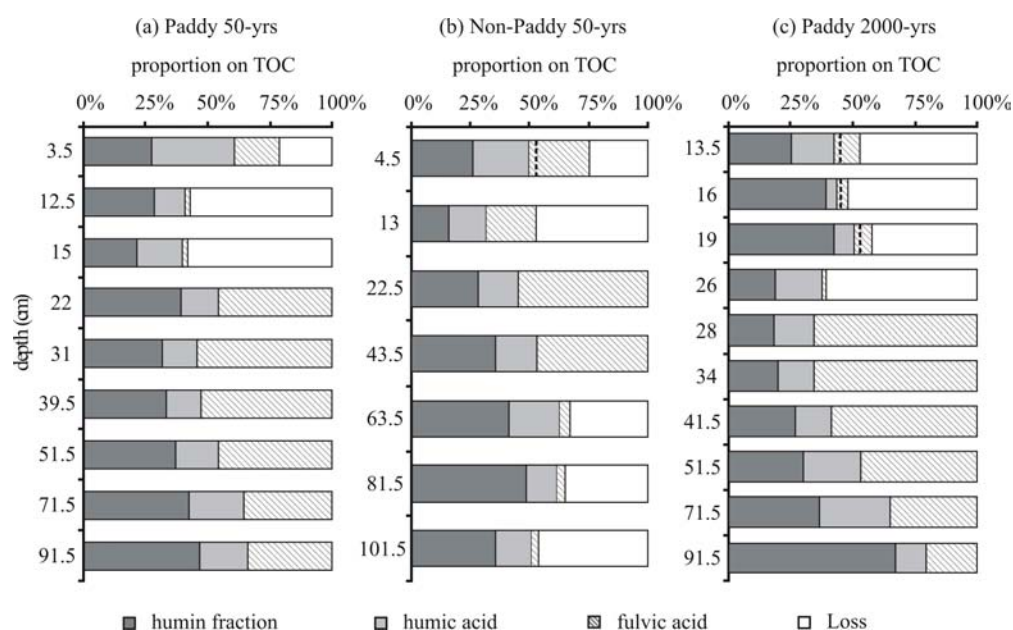 (a) Paddy 50-yrs
proportion on TOC
0% 25% 50% 75% 100%
3.5
12.5
15
22
31
39.5
51.5
71.5
91.5
depth (cm)
(b) Non-Paddy 50-yrs
proportion on TOC
0% 25% 50% 75% 100%
4.5
13
22.5
43.5
63.5
81.5
101.5
(c) Paddy 2000-yrs
proportion on TOC
0% 25% 50% 75% 100%
13.5
16
19
26
28
34
41.5
51.5
71.5
91.5
humin fraction humic acid fulvic acid Loss